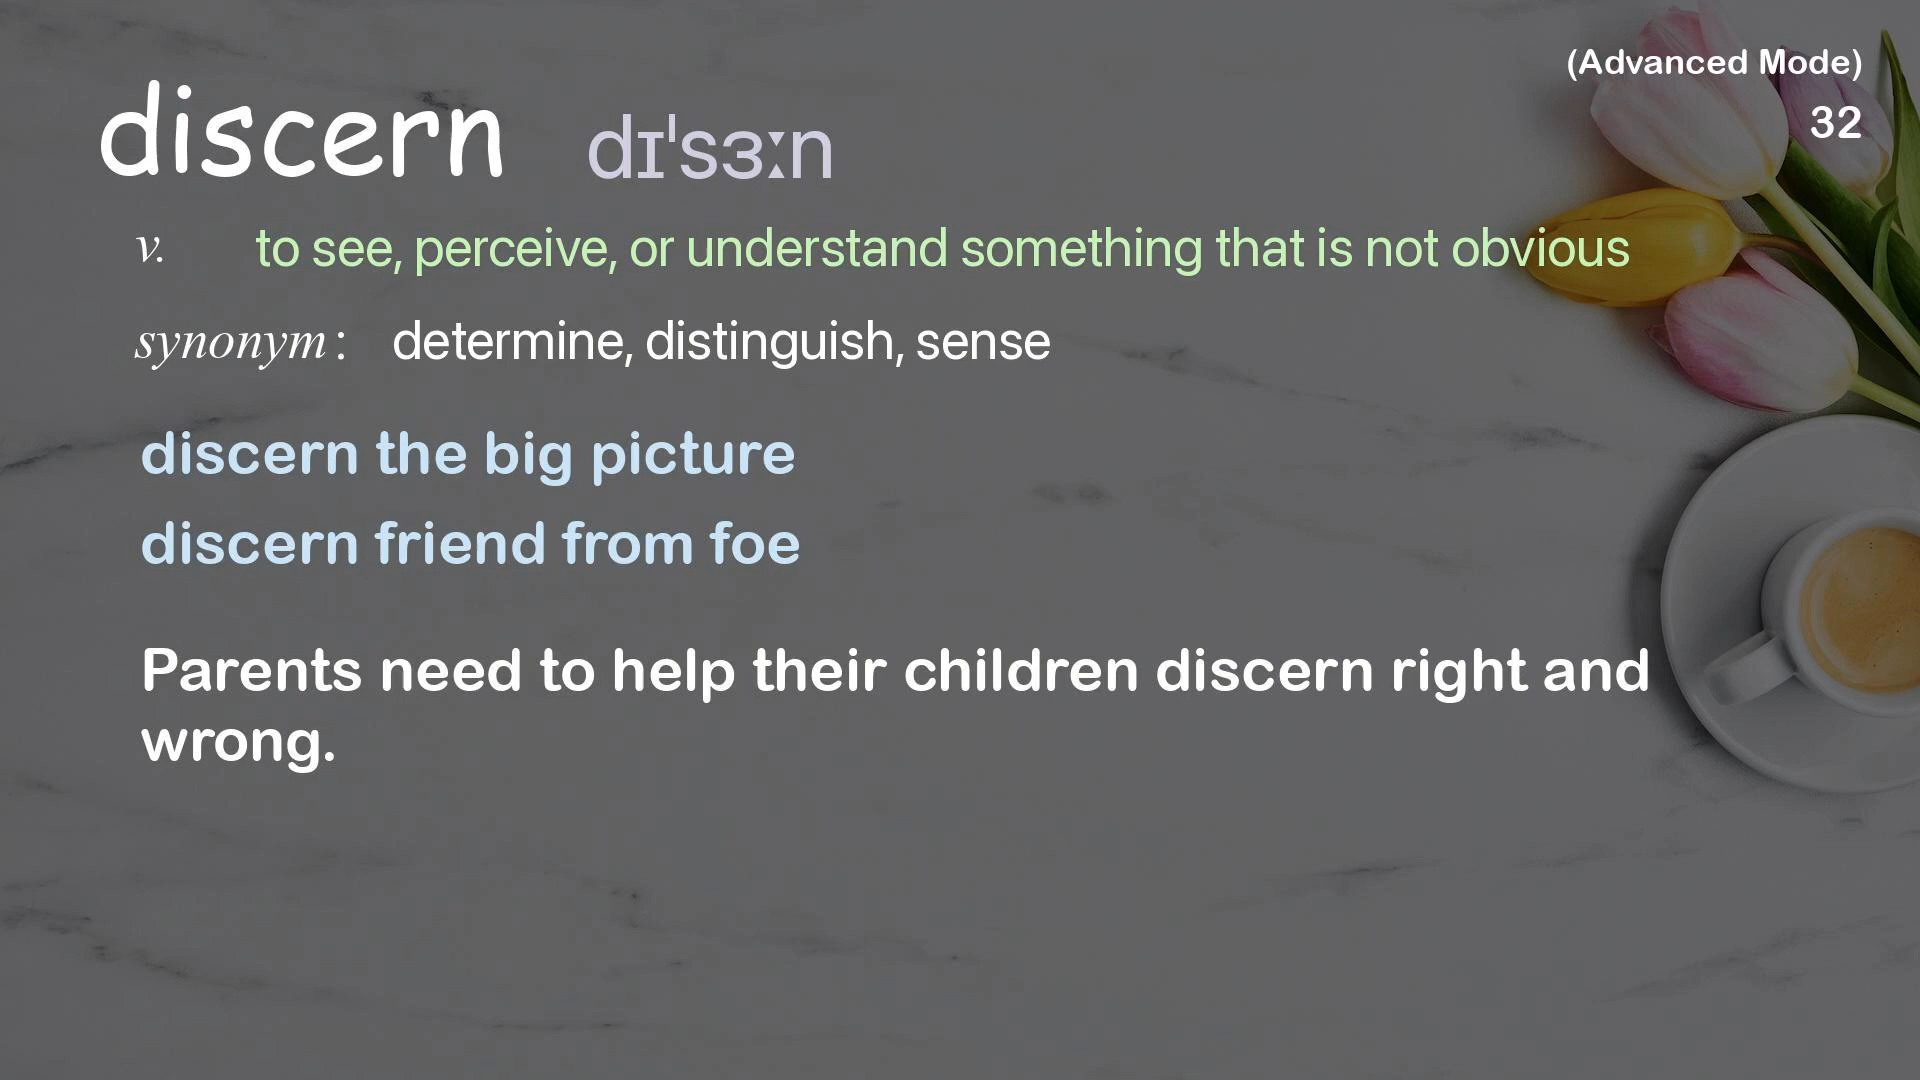 (Advanced Mode)
32
discern dɪˈsɜːn
v. to see, perceive, or understand something that is not obvious
synonym : determine, distinguish, sense
discern the big picture
discern friend from foe
Parents need to help their children discern right and
wrong.